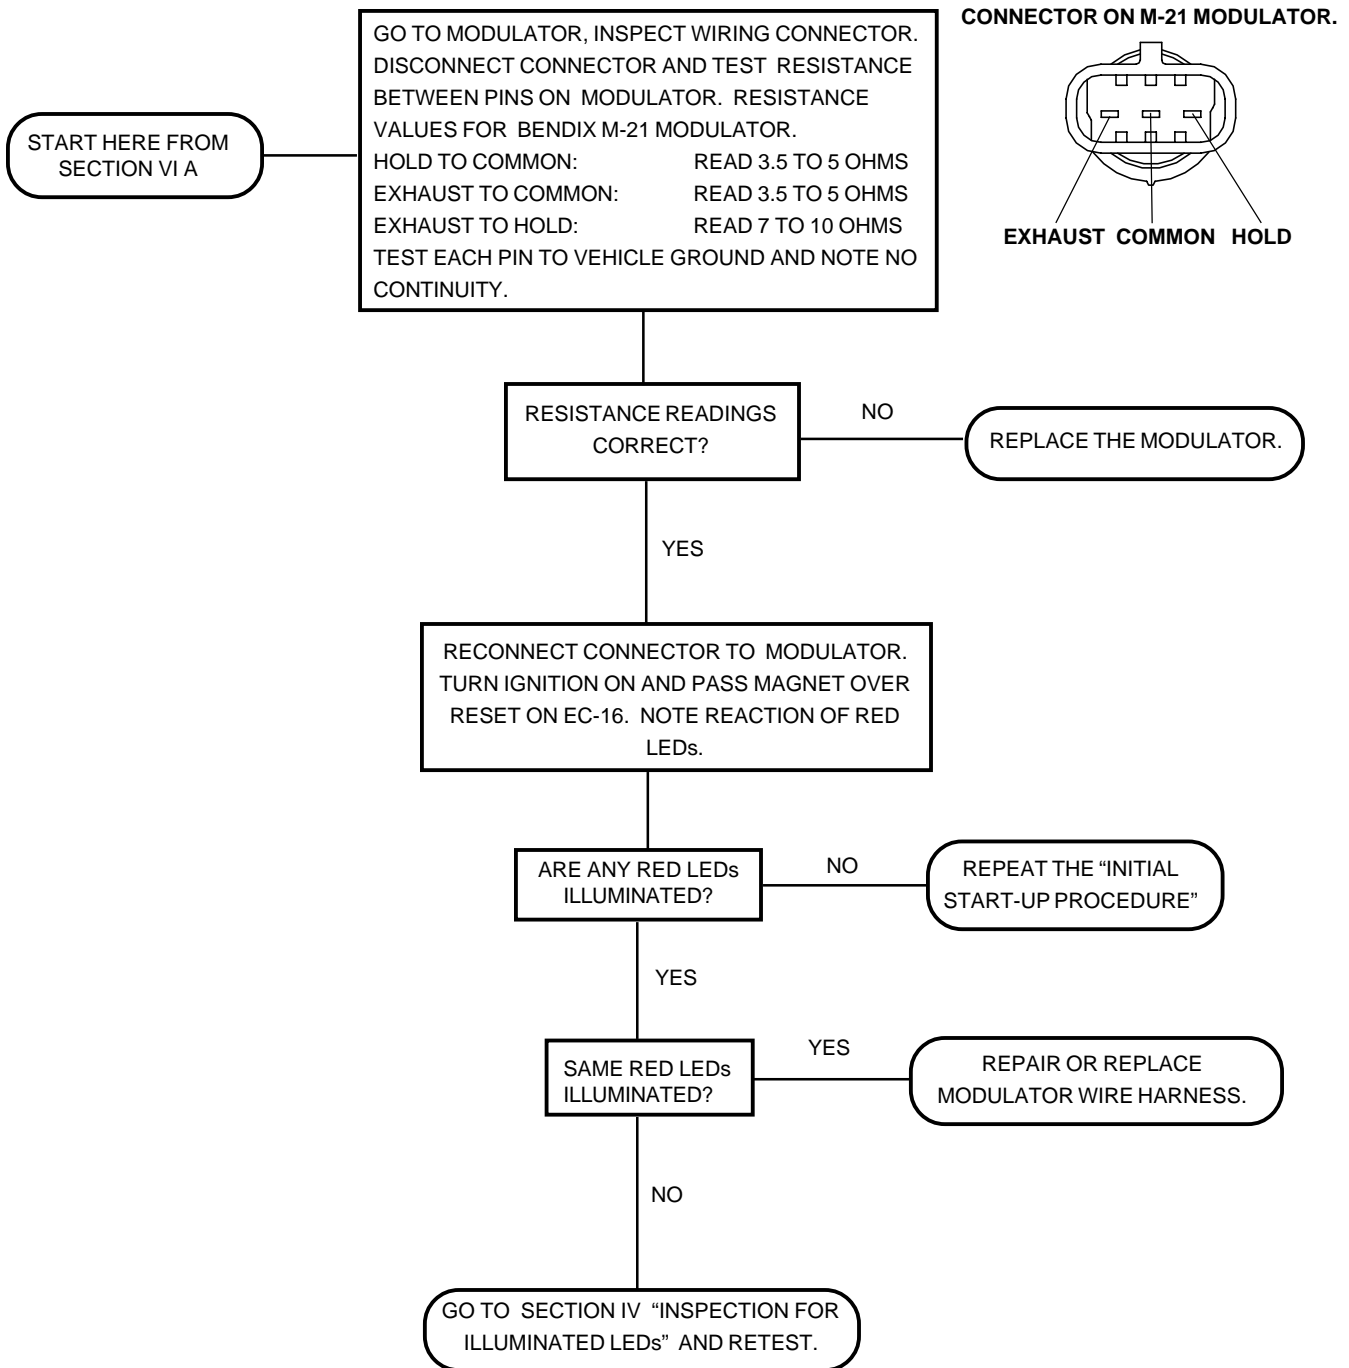 CONNECTOR ON M-21 MODULATOR.
EXHAUST COMMON HOLD
START HERE FROM
SECTION VI A
GO TO MODULATOR, INSPECT WIRING CONNECTOR.
DISCONNECT CONNECTOR AND TEST RESISTANCE
BETWEEN PINS ON MODULATOR. RESISTANCE
VALUES FOR BENDIX M-21 MODULATOR.
HOLD TO COMMON: READ 3.5 TO 5 OHMS
EXHAUST TO COMMON: READ 3.5 TO 5 OHMS
EXHAUST TO HOLD: READ 7 TO 10 OHMS
TEST EACH PIN TO VEHICLE GROUND AND NOTE NO
CONTINUITY.
RESISTANCE READINGS
CORRECT?
NO
REPLACE THE MODULATOR.
YES
RECONNECT CONNECTOR TO MODULATOR.
TURN IGNITION ON AND PASS MAGNET OVER
RESET ON EC-16. NOTE REACTION OF RED
LEDs.
ARE ANY RED LEDs
ILLUMINATED?
NO
REPEAT THE “INITIAL
START-UP PROCEDURE”
YES
SAME RED LEDs
ILLUMINATED?
YES
REPAIR OR REPLACE
MODULATOR WIRE HARNESS.
NO
GO TO SECTION IV “INSPECTION FOR
ILLUMINATED LEDs” AND RETEST.